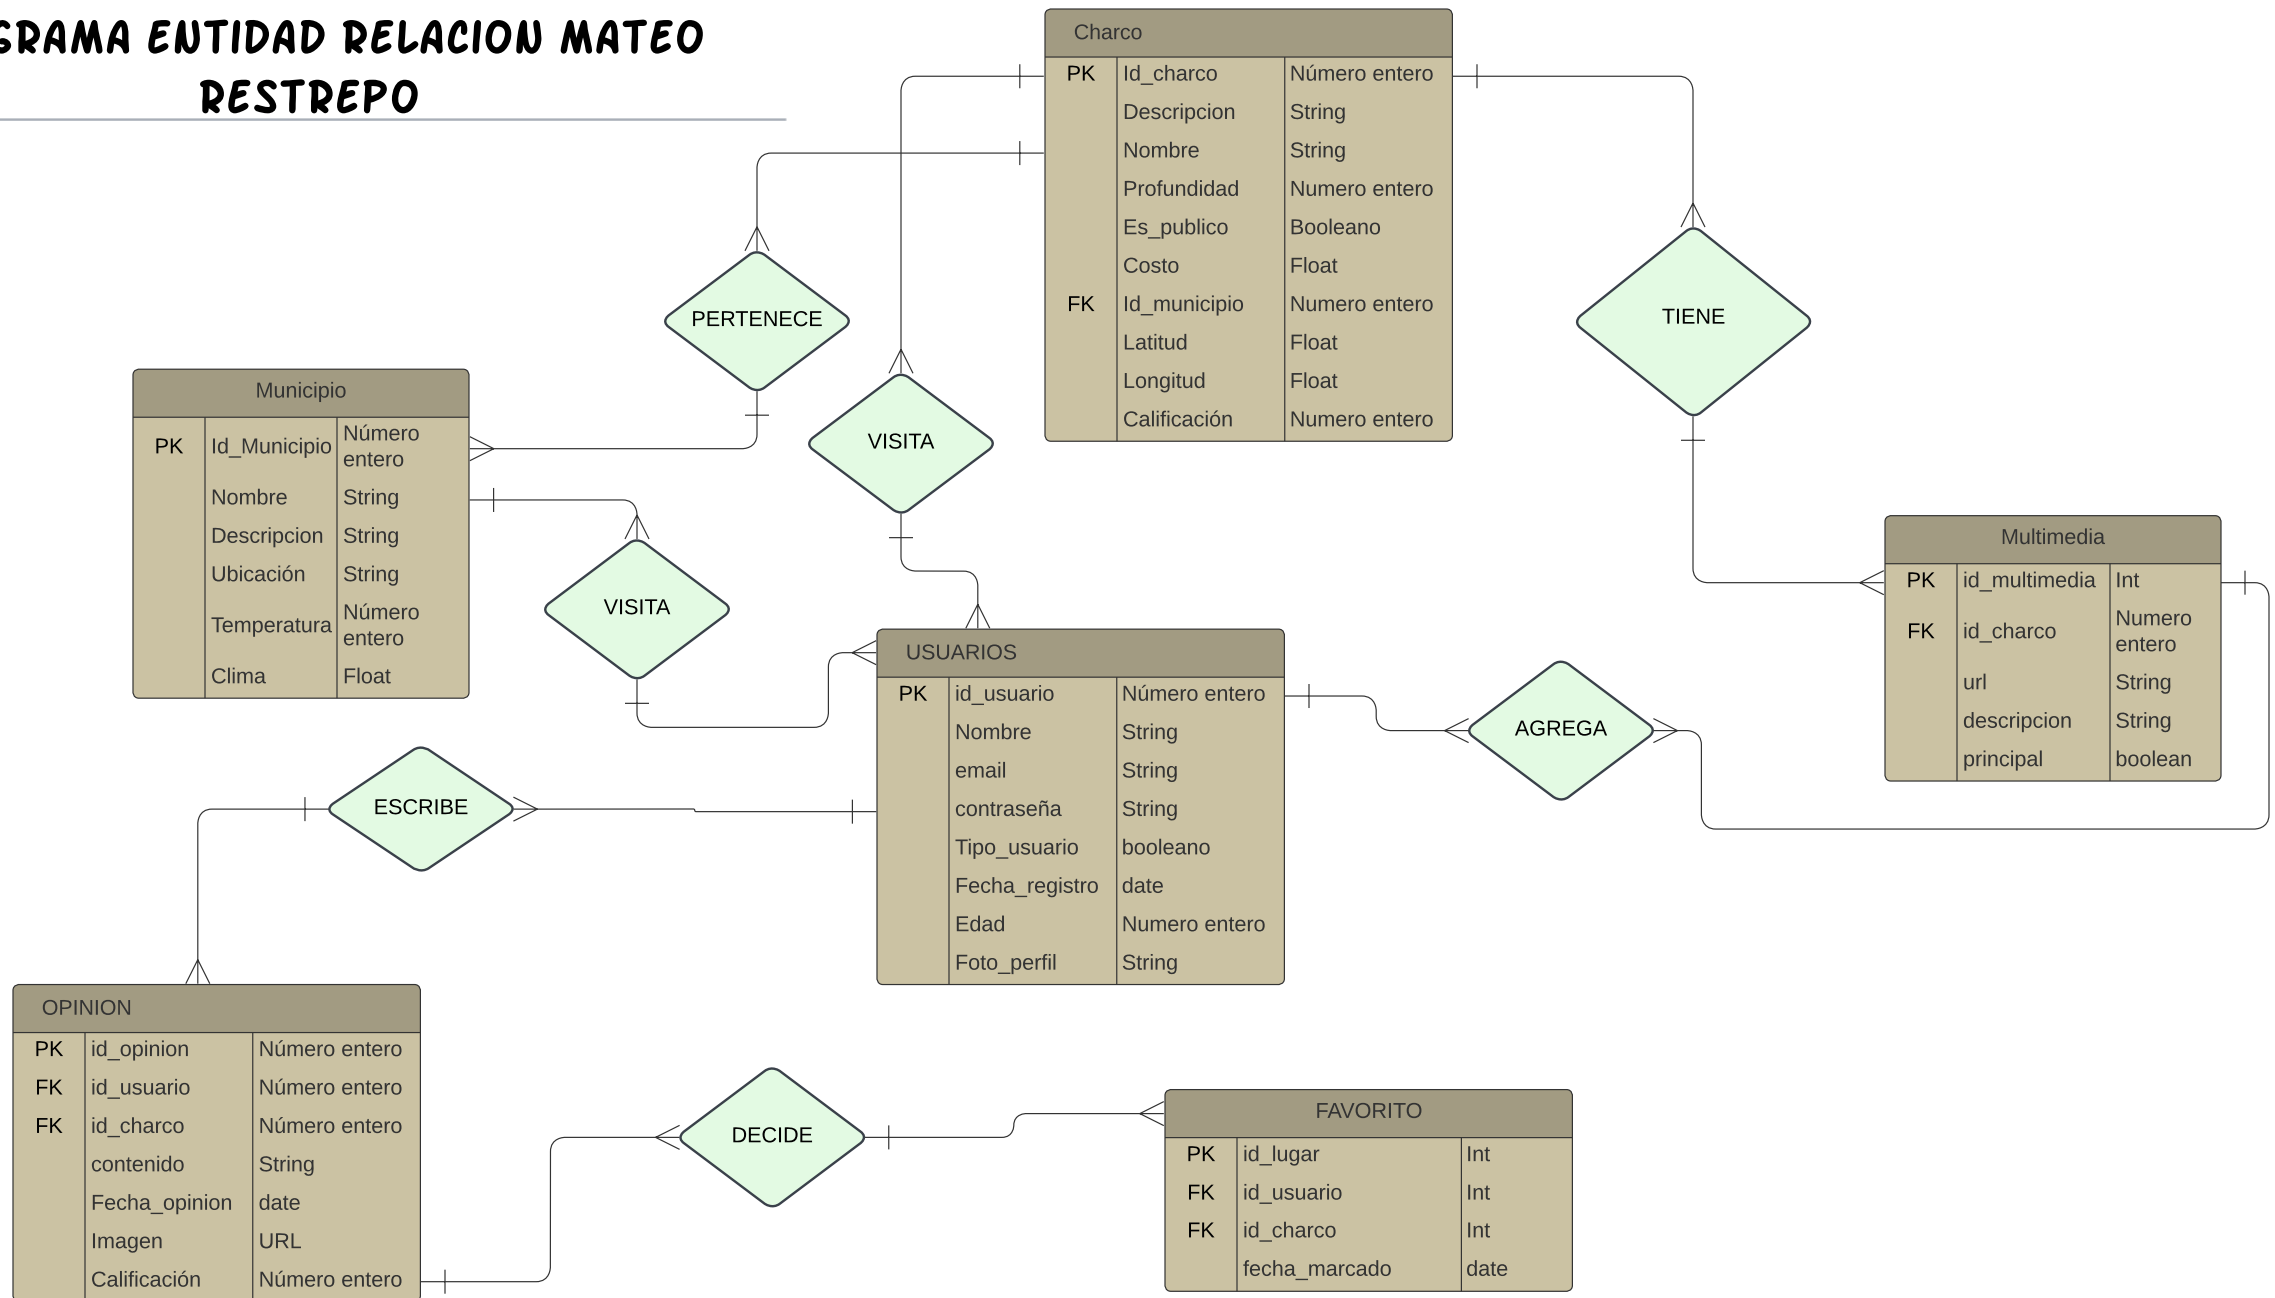 GRAMA ENTIDAD RELACION MATEO
RESTREPO
Charco
PK Id_charco Número entero
Descripcion String
Nombre String
Profundidad Numero entero
Es_publico Booleano
Costo Float
FK Id_municipio Numero entero
Latitud Float
Longitud Float
Calificación Numero entero
PERTENECE
TIENE
VISITA
Municipio
PK Id_Municipio Número
entero
Nombre String
Descripcion String
Ubicación String
Temperatura Número
entero
Clima Float
VISITA
Multimedia
PK id_multimedia Int
FK id_charco Numero
entero
url String
descripcion String
principal boolean
USUARIOS
PK id_usuario Número entero
Nombre String
email String
contraseña String
Tipo_usuario booleano
Fecha_registro date
Edad Numero entero
Foto_perfil String
AGREGA
ESCRIBE
OPINION
PK id_opinion Número entero
FK id_usuario Número entero
FK id_charco Número entero
contenido String
Fecha_opinion date
Imagen URL
Calificación Número entero
DECIDE
FAVORITO
PK id_lugar Int
FK id_usuario Int
FK id_charco Int
fecha_marcado date